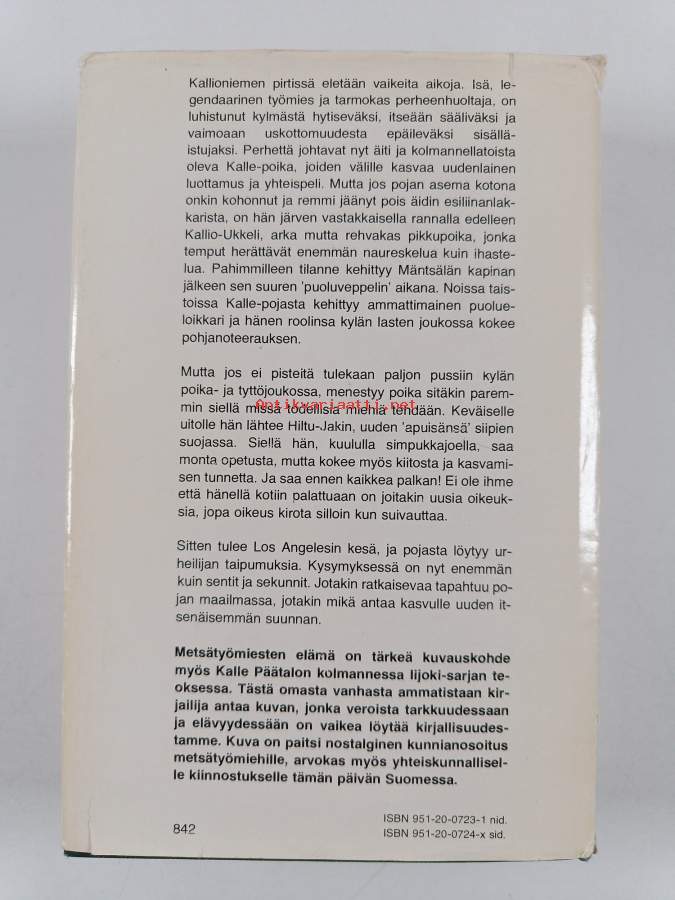 Kallioniemen pirtissä eletään vaikeita aikoja. Isä, le-
gendaarinen työmies ja tarmokas perheenhuoltaja, on
luhistunut kylmästä hytiseväksi, itseään sääliväksi ja
vaimoaan uskottomuudesta epäileväksi sisällä-
istujaksi. Perhettä johtavat nyt äiti ja kolmannellatoista
oleva Kalle-poika, joiden välille kasvaa uudenlainen
luottamus ja yhteispeli. Mutta jos pojan asema kotona
onkin kohonnut ja remmi jäänyt pois äidin esiliinanlak-
karista, on hän järven vastakkaisella rannalla edelleen
Kallio-Ukkeli, arka mutta rehvakas pikkupoika, jonka
temput herättävät enemmän naureskelua kuin ihaste-
lua. Pahimmilleen tilanne kehittyy Mäntsälän kapinan
jälkeen sen suuren 'puoluveppelin' aikana. Noissa tais-
toissa Kalle-pojasta kehittyy ammattimainen puolue-
loikkari ja hänen roolinsa kylän lasten joukossa kokee
pohjanoteerauksen.
Mutta jos ei pisteitä tulekaan paljon pussiin kylän
poika- ja tyttöjoukossa, menestyy poika sitäkin parem-
min siellä missä todellisia miehiä tehdään. Keväiselle
Antikvariaatti.net
uitolle hän lähtee Hiltu-Jakin, uuden 'apuisänsä' siipien
suojassa. Siellä hän, kuululla simpukkajoella, saa
monta opetusta, mutta kokee myös kiitosta ja kasvami-
sen tunnetta. Ja saa ennen kaikkea palkan! Ei ole ihme
että hänellä kotiin palattuaan on joitakin uusia oikeuk-
sia, jopa oikeus kirota silloin kun suivauttaa.
Sitten tulee Los Angelesin kesä, ja pojasta löytyy ur-
heilijan taipumuksia. Kysymyksessä on nyt enemmän
kuin sentit ja sekunnit. Jotakin ratkaisevaa tapahtuu po-
jan maailmassa, jotakin mikä antaa kasvulle uuden it-
senäisemmän suunnan.
Metsätyömiesten elämä on tärkeä kuvauskohde
myös Kalle Päätalon kolmannessa Iijoki-sarjan te-
oksessa. Tästä omasta vanhasta ammatistaan kir-
jailija antaa kuvan, jonka veroista tarkkuudessaan
ja elävyydessään on vaikea löytää kirjallisuudes-
tamme. Kuva on paitsi nostalginen kunnianosoitus
metsätyömiehille, arvokas myös yhteiskunnallisel-
le kiinnostukselle tämän päivän Suomessa.
842
ISBN 951-20-0723-1 nid.
ISBN 951-20-0724-x sid.